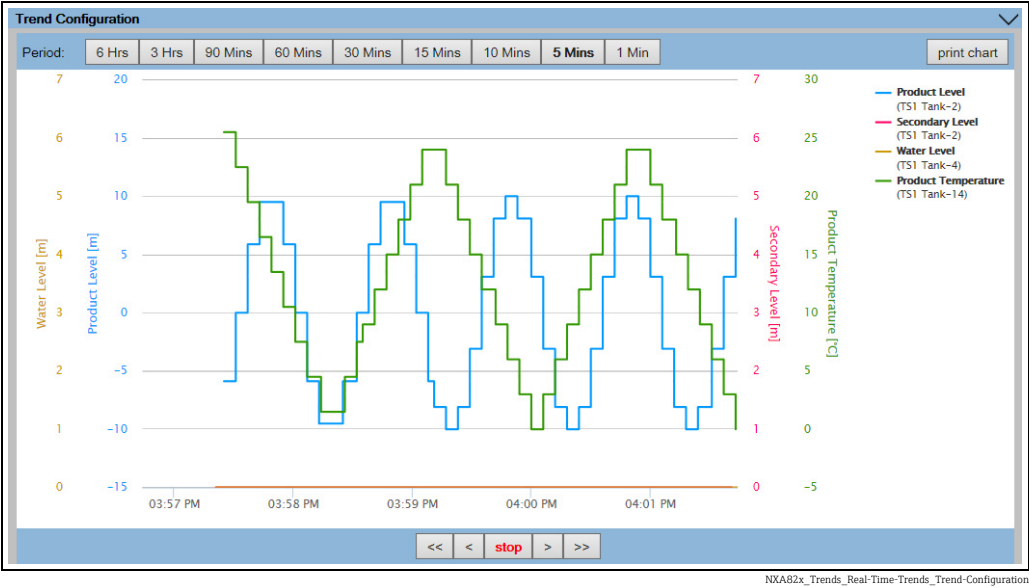 Trend Configuration
Period: 6 Hrs 3 Hrs 90 Mins 60 Mins 30 Mins 15 Mins 10 Mins 5 Mins 1 Min print chart
7 20 7 30
6 15 6 25
5 10 5 20
4 5 4 15
3 0 3 10
2 -5 2 5
1 -10 1 0
0 -15 0 -5
Water Level [m]
Product Level [m]
Secondary Level [m]
Product Temperature [°C]
Product Level
(TS1 Tank-2)
Secondary Level
(TS1 Tank-2)
Water Level
(TS1 Tank-4)
Product Temperature
(TS1 Tank-14)
03:57 PM 03:58 PM 03:59 PM 04:00 PM 04:01 PM
<< < stop > >>
NXA82x_Trends_Real-Time-Trends_Trend-Configuration